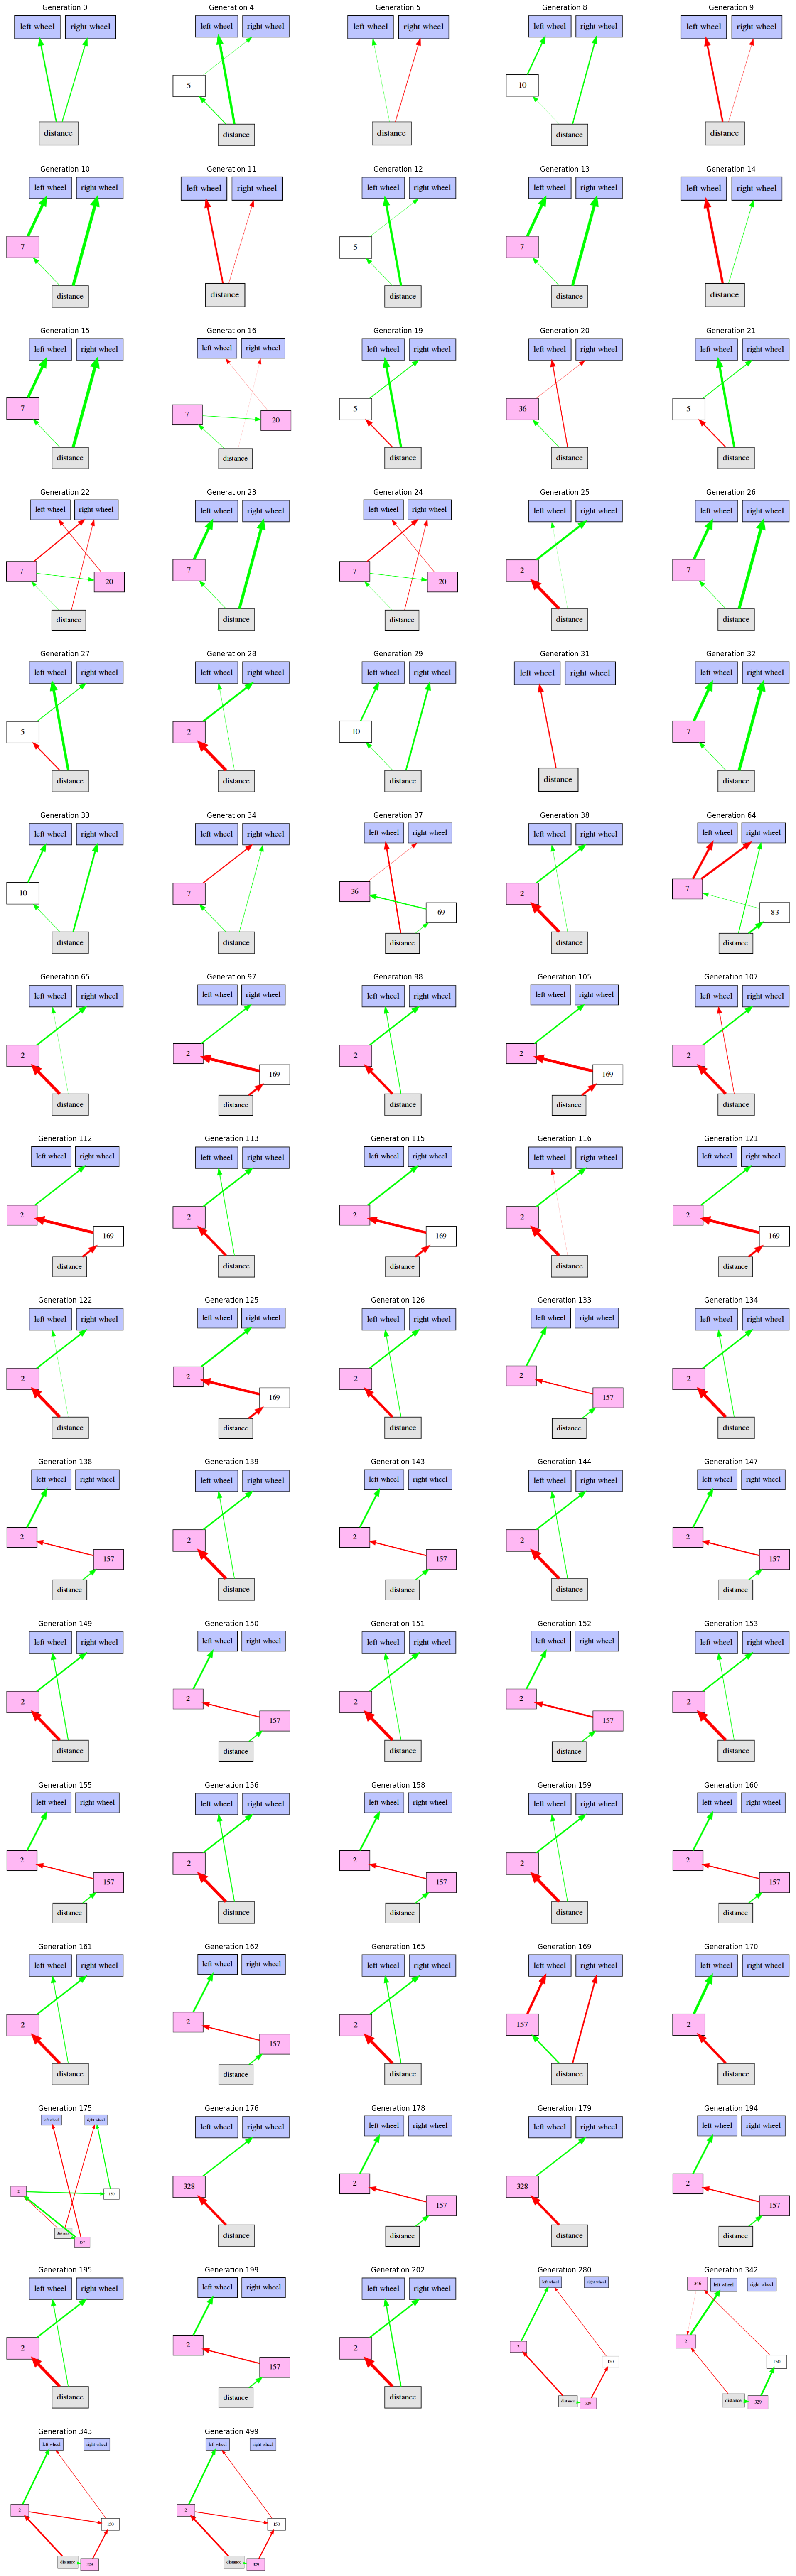 Generation 0 Generation 4 Generation 5 Generation 8 Generation 9
left wheel right wheel left wheel right wheel left wheel right wheel left wheel right wheel left wheel right wheel
5 10
distance distance distance distance distance
Generation 10 Generation 11 Generation 12 Generation 13 Generation 14
left wheel right wheel left wheel right wheel left wheel right wheel left wheel right wheel left wheel right wheel
7 5 7
distance distance distance distance distance
Generation 15 Generation 16 Generation 19 Generation 20 Generation 21
left wheel right wheel left wheel right wheel left wheel right wheel left wheel right wheel left wheel right wheel
7 7 20 5 36 5
distance distance distance distance distance
Generation 22 Generation 23 Generation 24 Generation 25 Generation 26
left wheel right wheel left wheel right wheel left wheel right wheel left wheel right wheel left wheel right wheel
7 20 7 7 20 2 7
distance distance distance distance distance
Generation 27 Generation 28 Generation 29 Generation 31 Generation 32
left wheel right wheel left wheel right wheel left wheel right wheel left wheel right wheel left wheel right wheel
5 2 10 7
distance distance distance distance distance
Generation 33 Generation 34 Generation 37 Generation 38 Generation 64
left wheel right wheel left wheel right wheel left wheel right wheel left wheel right wheel left wheel right wheel
10 7 36 69 2 7 83
distance distance distance distance distance
Generation 65 Generation 97 Generation 98 Generation 105 Generation 107
left wheel right wheel left wheel right wheel left wheel right wheel left wheel right wheel left wheel right wheel
2 2 169 2 2 169 2
distance distance distance distance distance
Generation 112 Generation 113 Generation 115 Generation 116 Generation 121
left wheel right wheel left wheel right wheel left wheel right wheel left wheel right wheel left wheel right wheel
2 169 2 2 169 2 2 169
distance distance distance distance distance
Generation 122 Generation 125 Generation 126 Generation 133 Generation 134
left wheel right wheel left wheel right wheel left wheel right wheel left wheel right wheel left wheel right wheel
2 2 169 2 2 157 2
distance distance distance distance distance
Generation 138 Generation 139 Generation 143 Generation 144 Generation 147
left wheel right wheel left wheel right wheel left wheel right wheel left wheel right wheel left wheel right wheel
2 157 2 2 157 2 2 157
distance distance distance distance distance
Generation 149 Generation 150 Generation 151 Generation 152 Generation 153
left wheel right wheel left wheel right wheel left wheel right wheel left wheel right wheel left wheel right wheel
2 2 157 2 2 157 2
distance distance distance distance distance
Generation 155 Generation 156 Generation 158 Generation 159 Generation 160
left wheel right wheel left wheel right wheel left wheel right wheel left wheel right wheel left wheel right wheel
2 157 2 2 157 2 2 157
distance distance distance distance distance
Generation 161 Generation 162 Generation 165 Generation 169 Generation 170
left wheel right wheel left wheel right wheel left wheel right wheel left wheel right wheel left wheel right wheel
2 2 157 2 157 2
distance distance distance distance distance
Generation 175 Generation 176 Generation 178 Generation 179 Generation 194
left wheel right wheel left wheel right wheel left wheel right wheel left wheel right wheel left wheel right wheel
2 150 328 2 157 328 2 157
distance 157 distance distance distance distance
Generation 195 Generation 199 Generation 202 Generation 280 Generation 342
left wheel right wheel left wheel right wheel left wheel right wheel left wheel right wheel left wheel right wheel
2 2 157 2 2 150 2 150
distance distance distance distance 329 distance 329
Generation 343 Generation 499
left wheel right wheel left wheel right wheel
2 150 2 150
distance 329 distance 329